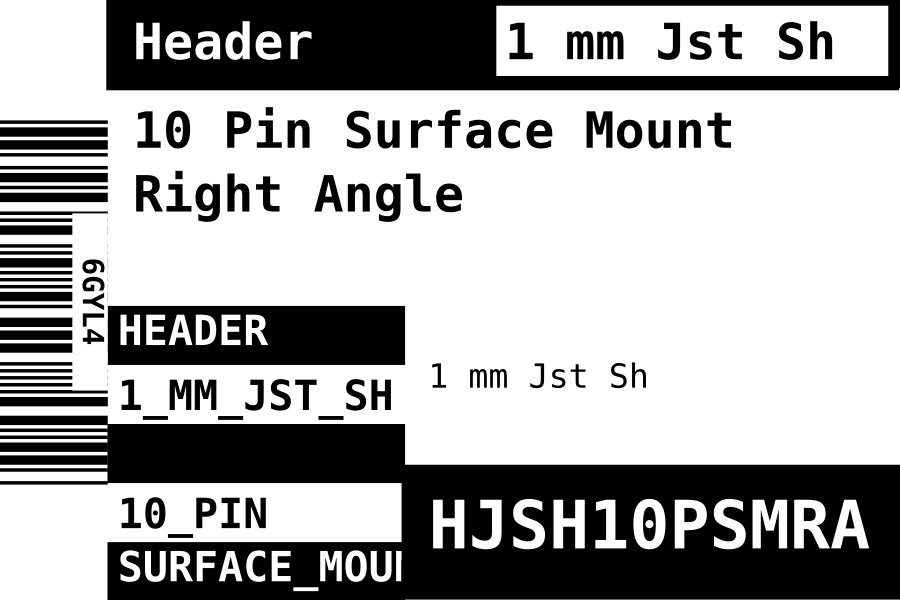 Header
1 mm Jst Sh
10 Pin Surface Mount
Right Angle
6GYL4
HEADER
1_MM_JST_SH
1 mm Jst Sh
10_PIN
HJSH10PSMRA